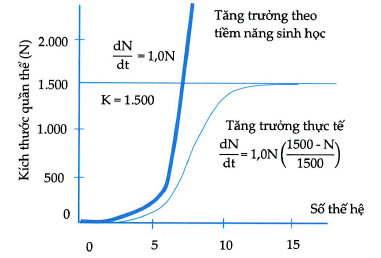 Tăng trưởng theo
tiềm năng sinh học
Kích thước quần thể (N)
2.000
1.500
1.000
500
0
dN/dt = 1,0N
K = 1.500
Tăng trưởng thực tế
dN/dt = 1,0N(1500 - N/1500)
Số thế hệ
0
5
10
15